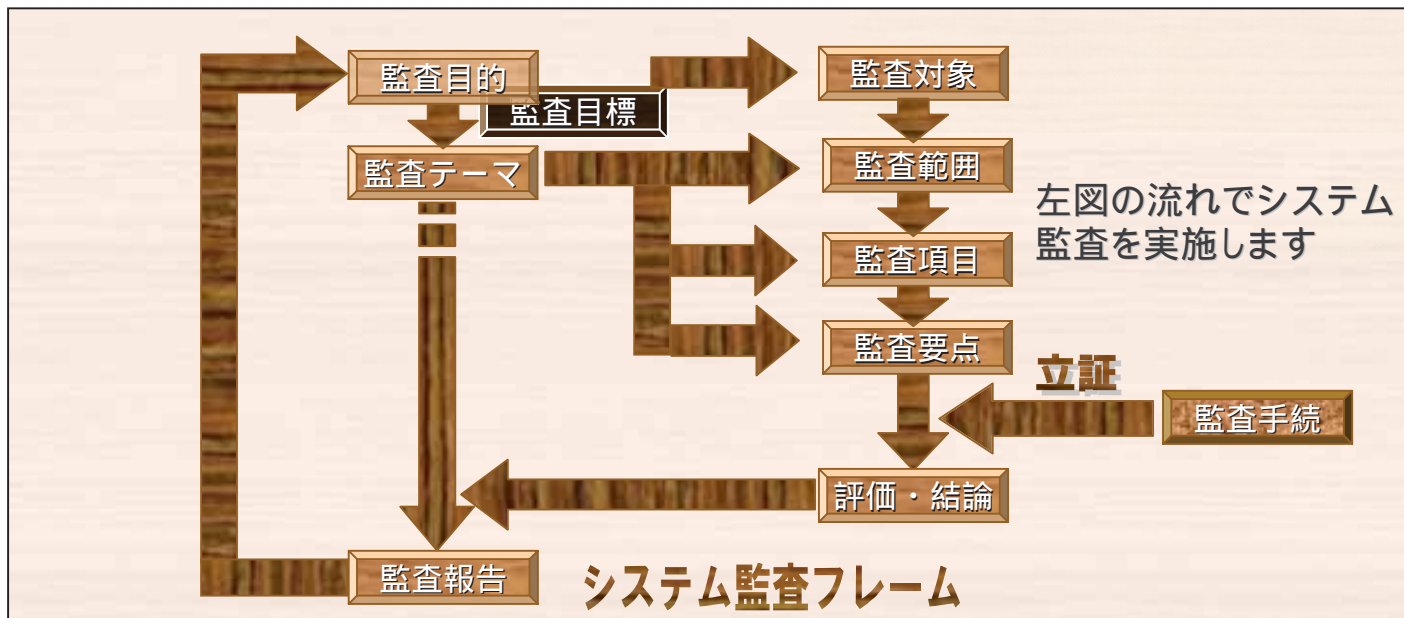 監査目的
監査対象
監査目標
監査テーマ
監査範囲
左図の流れでシステム
監査を実施します
監査項目
監査要点
立証
監査手続
評価・結論
監査報告
システム監査フレーム